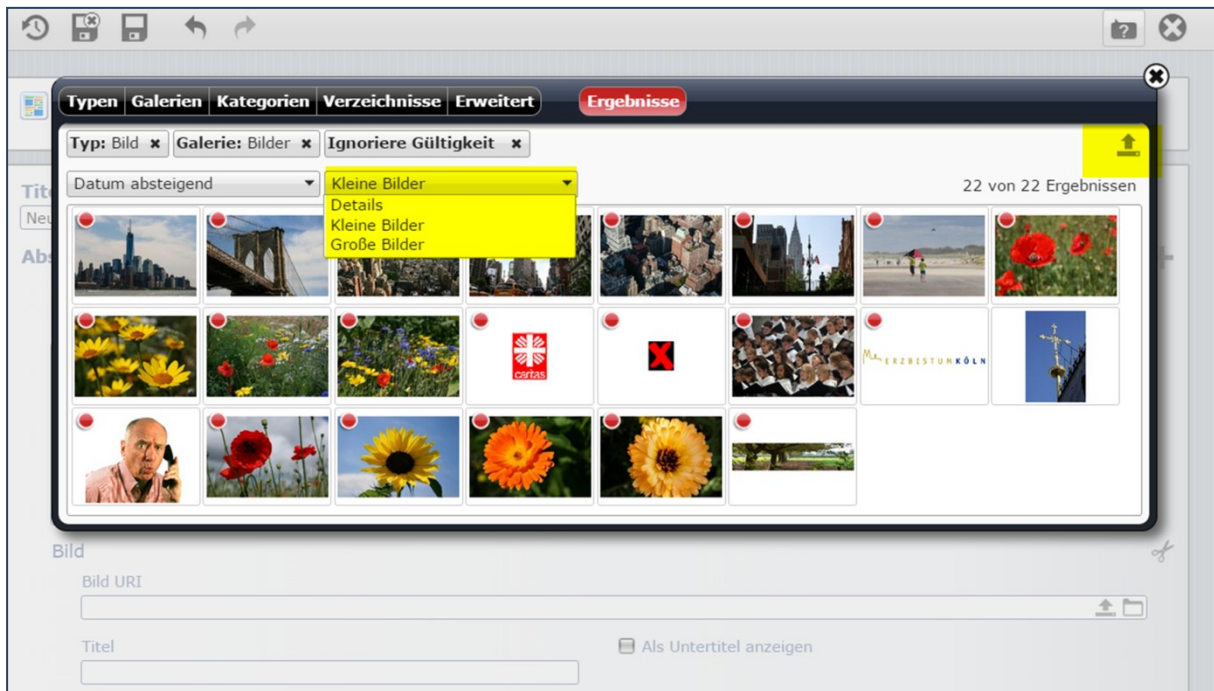 Typen Galerien Kategorien Verzeichnisse Erweitert Ergebnisse
Typ: Bild Galerie: Bilder Ignoriere Gültigkeit
Datum absteigend Kleine Bilder 22 von 22 Ergebnissen
Details
Kleine Bilder
Große Bilder
caritas
ERZBISTUM KÖLN
Bild
Bild URI
Titel Als Untertitel anzeigen